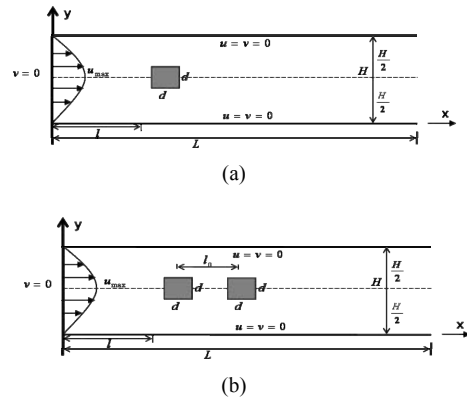 y
u = v = 0
v = 0
u_max
d
d
H
H/2
H/2
u = v = 0
l
L
x
(a)
y
u = v = 0
v = 0
u_max
l_0
d
d
d
d
H
H/2
H/2
u = v = 0
l
L
x
(b)